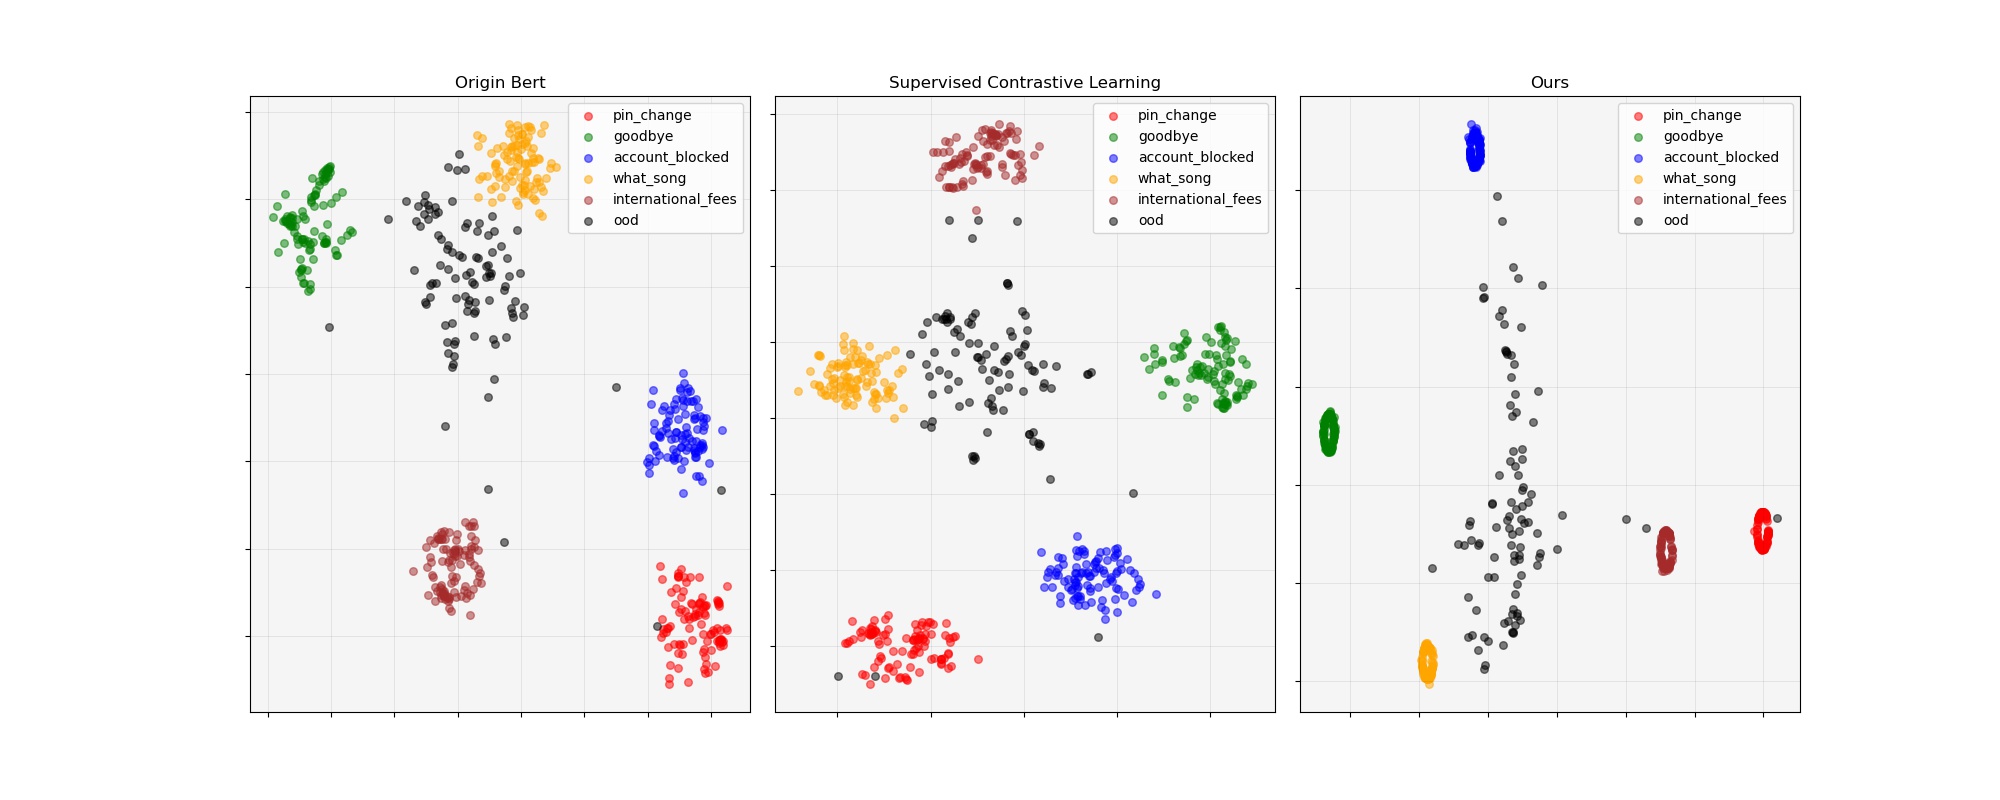 Origin Bert
pin_change
goodbye
account_blocked
what_song
international_fees
ood
Supervised Contrastive Learning
pin_change
goodbye
account_blocked
what_song
international_fees
ood
Ours
pin_change
goodbye
account_blocked
what_song
international_fees
ood